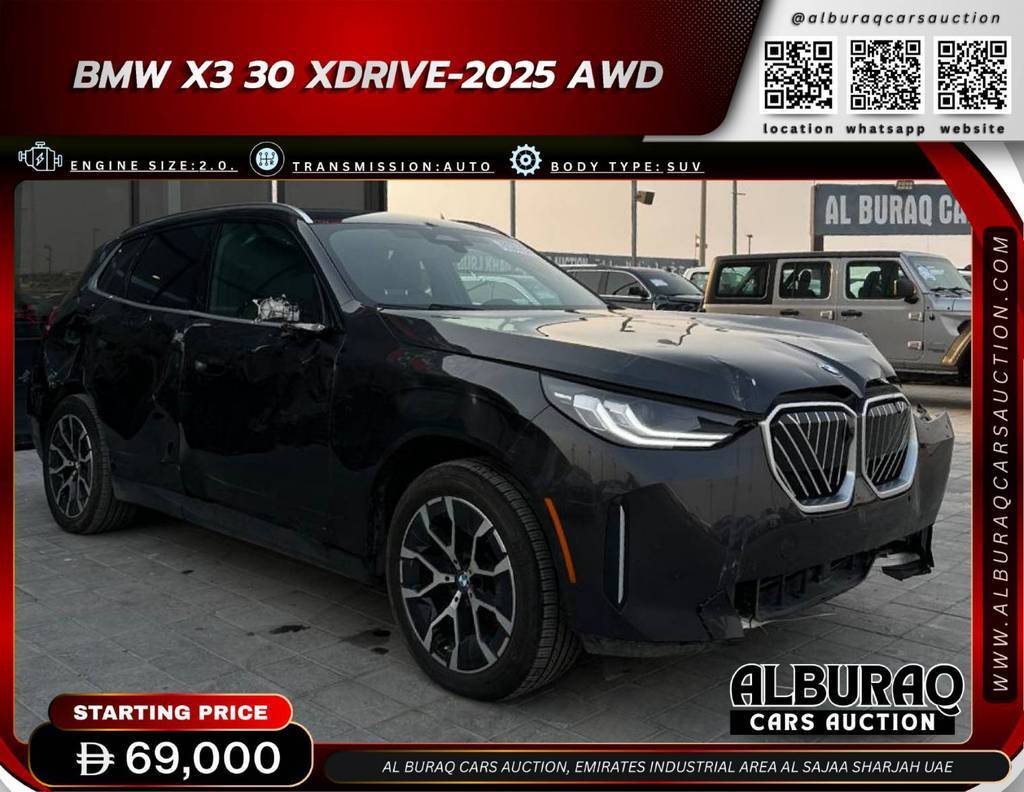 @alburaqcarsauction
BMW X3 30 XDRIVE-2025 AWD
location whatsapp website
ENGINE SIZE:2.0. TRANSMISSION:AUTO BODY TYPE: SUV
AL BURAQ CA
WWW.ALBURAQCARSAUCTION.COM
ALBURAQ
CARS AUCTION
STARTING PRICE
69,000
AL BURAQ CARS AUCTION, EMIRATES INDUSTRIAL AREA AL SAJAA SHARJAH UAE